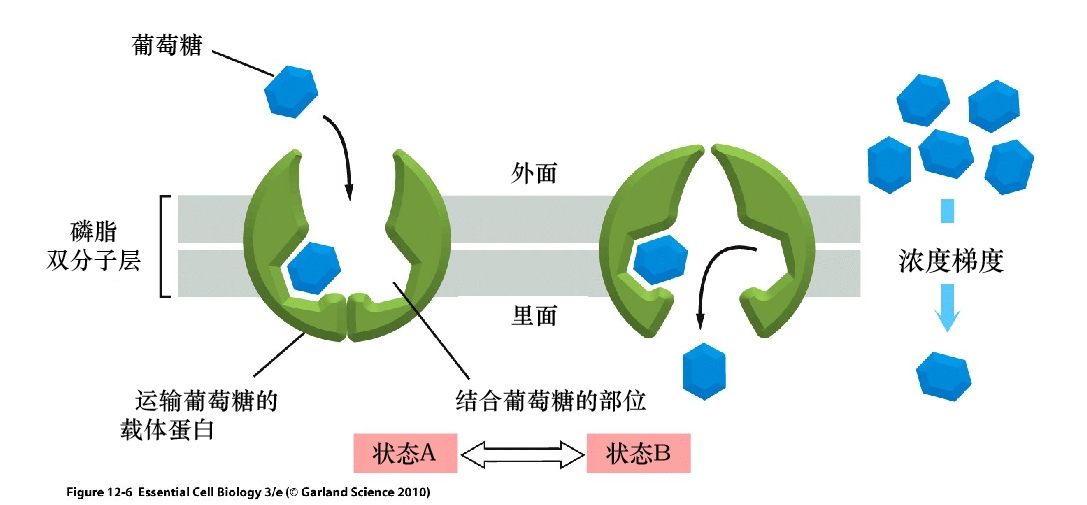 葡萄糖
外面
磷脂
双分子层
浓度梯度
里面
运输葡萄糖的
载体蛋白
结合葡萄糖的部位
状态A
状态B
Figure 12-6 Essential Cell Biology 3/e (© Garland Science 2010)